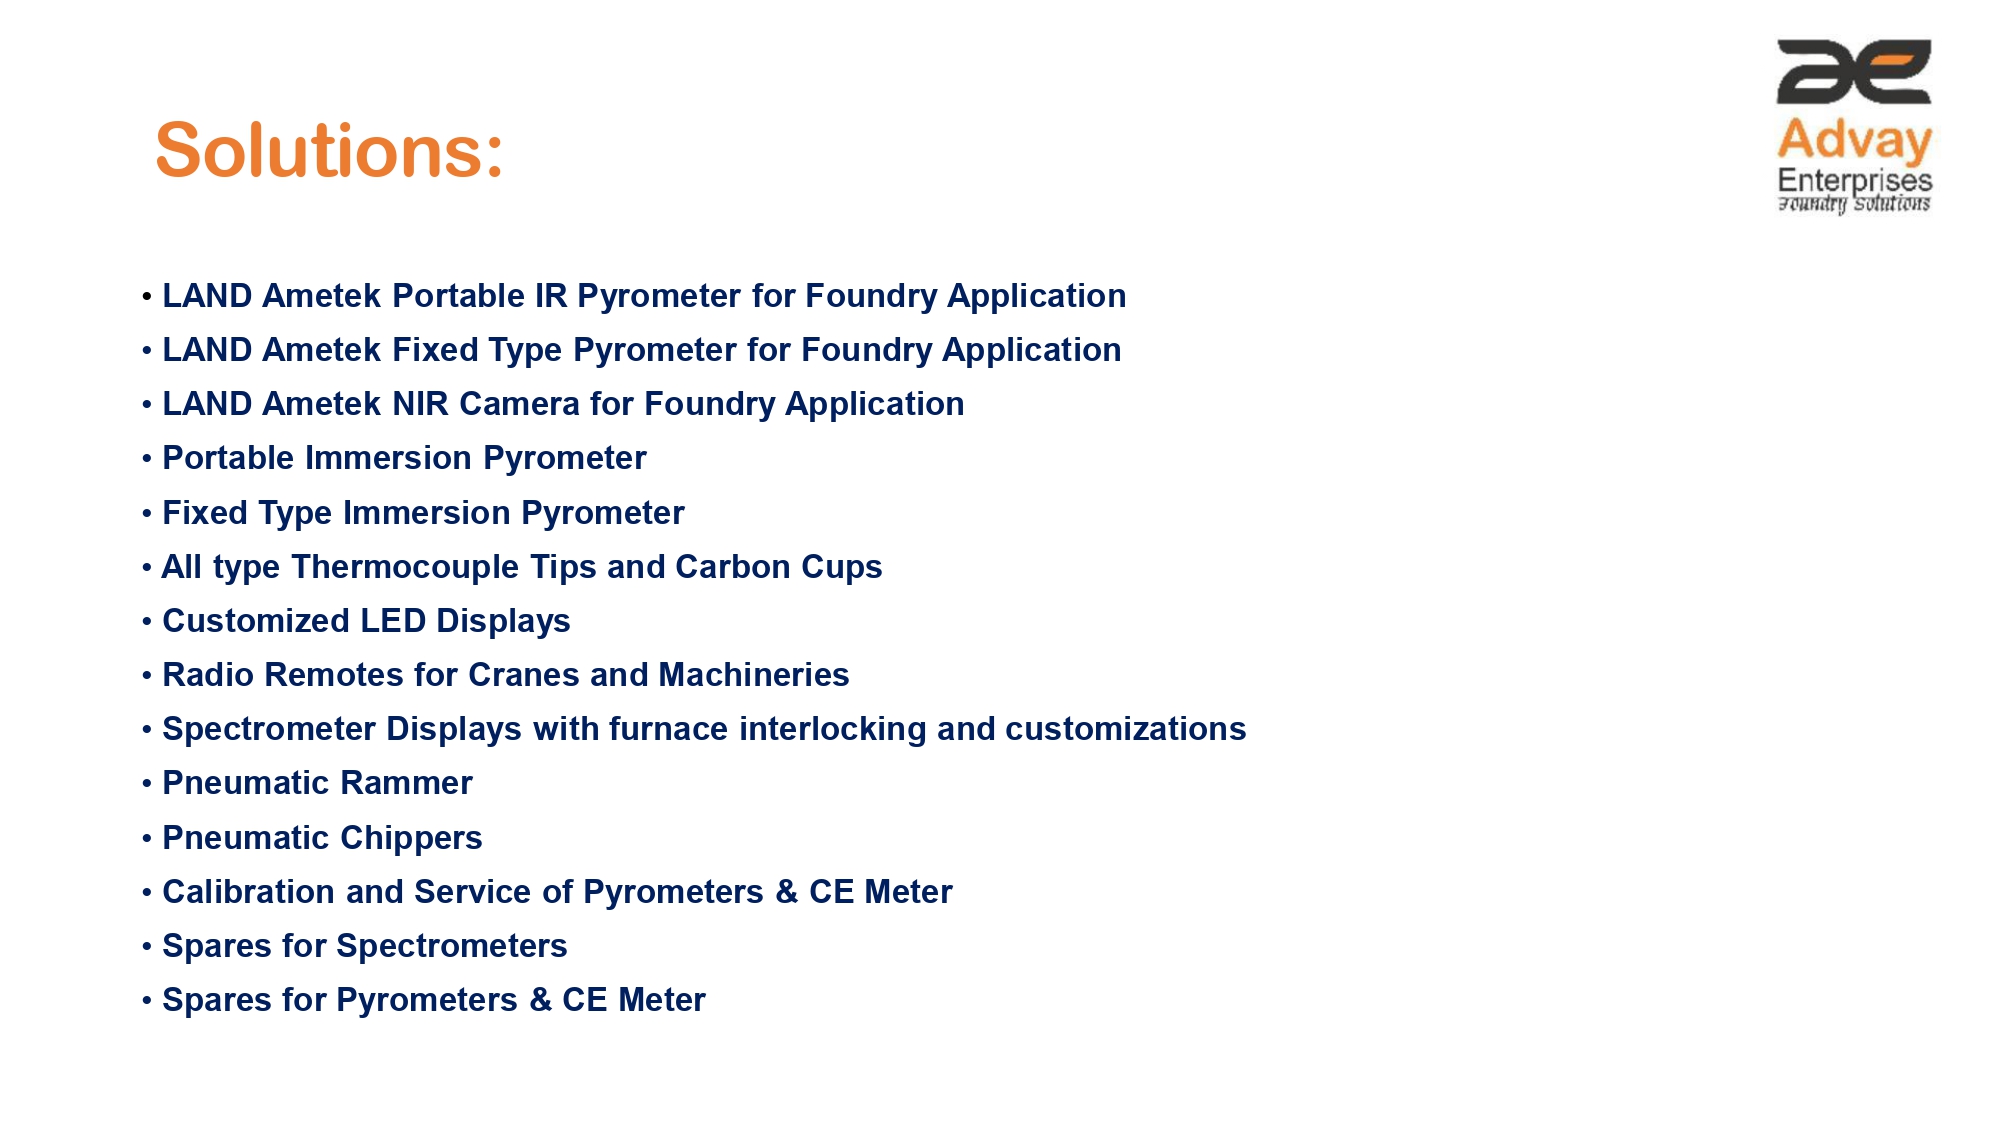 Solutions:
ae
Advay
Enterprises
Foundry Solutions
• LAND Ametek Portable IR Pyrometer for Foundry Application
• LAND Ametek Fixed Type Pyrometer for Foundry Application
• LAND Ametek NIR Camera for Foundry Application
• Portable Immersion Pyrometer
• Fixed Type Immersion Pyrometer
• All type Thermocouple Tips and Carbon Cups
• Customized LED Displays
• Radio Remotes for Cranes and Machineries
• Spectrometer Displays with furnace interlocking and customizations
• Pneumatic Rammer
• Pneumatic Chippers
• Calibration and Service of Pyrometers & CE Meter
• Spares for Spectrometers
• Spares for Pyrometers & CE Meter